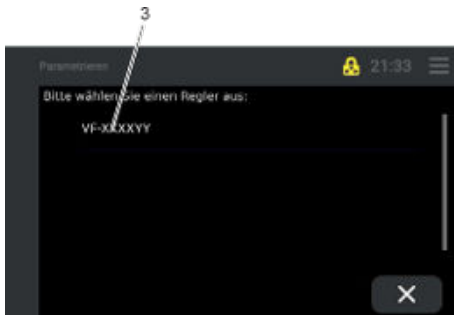 3
Parametrieren
21:33
Bitte wählen Sie einen Regler aus:
VF-XXXXYY